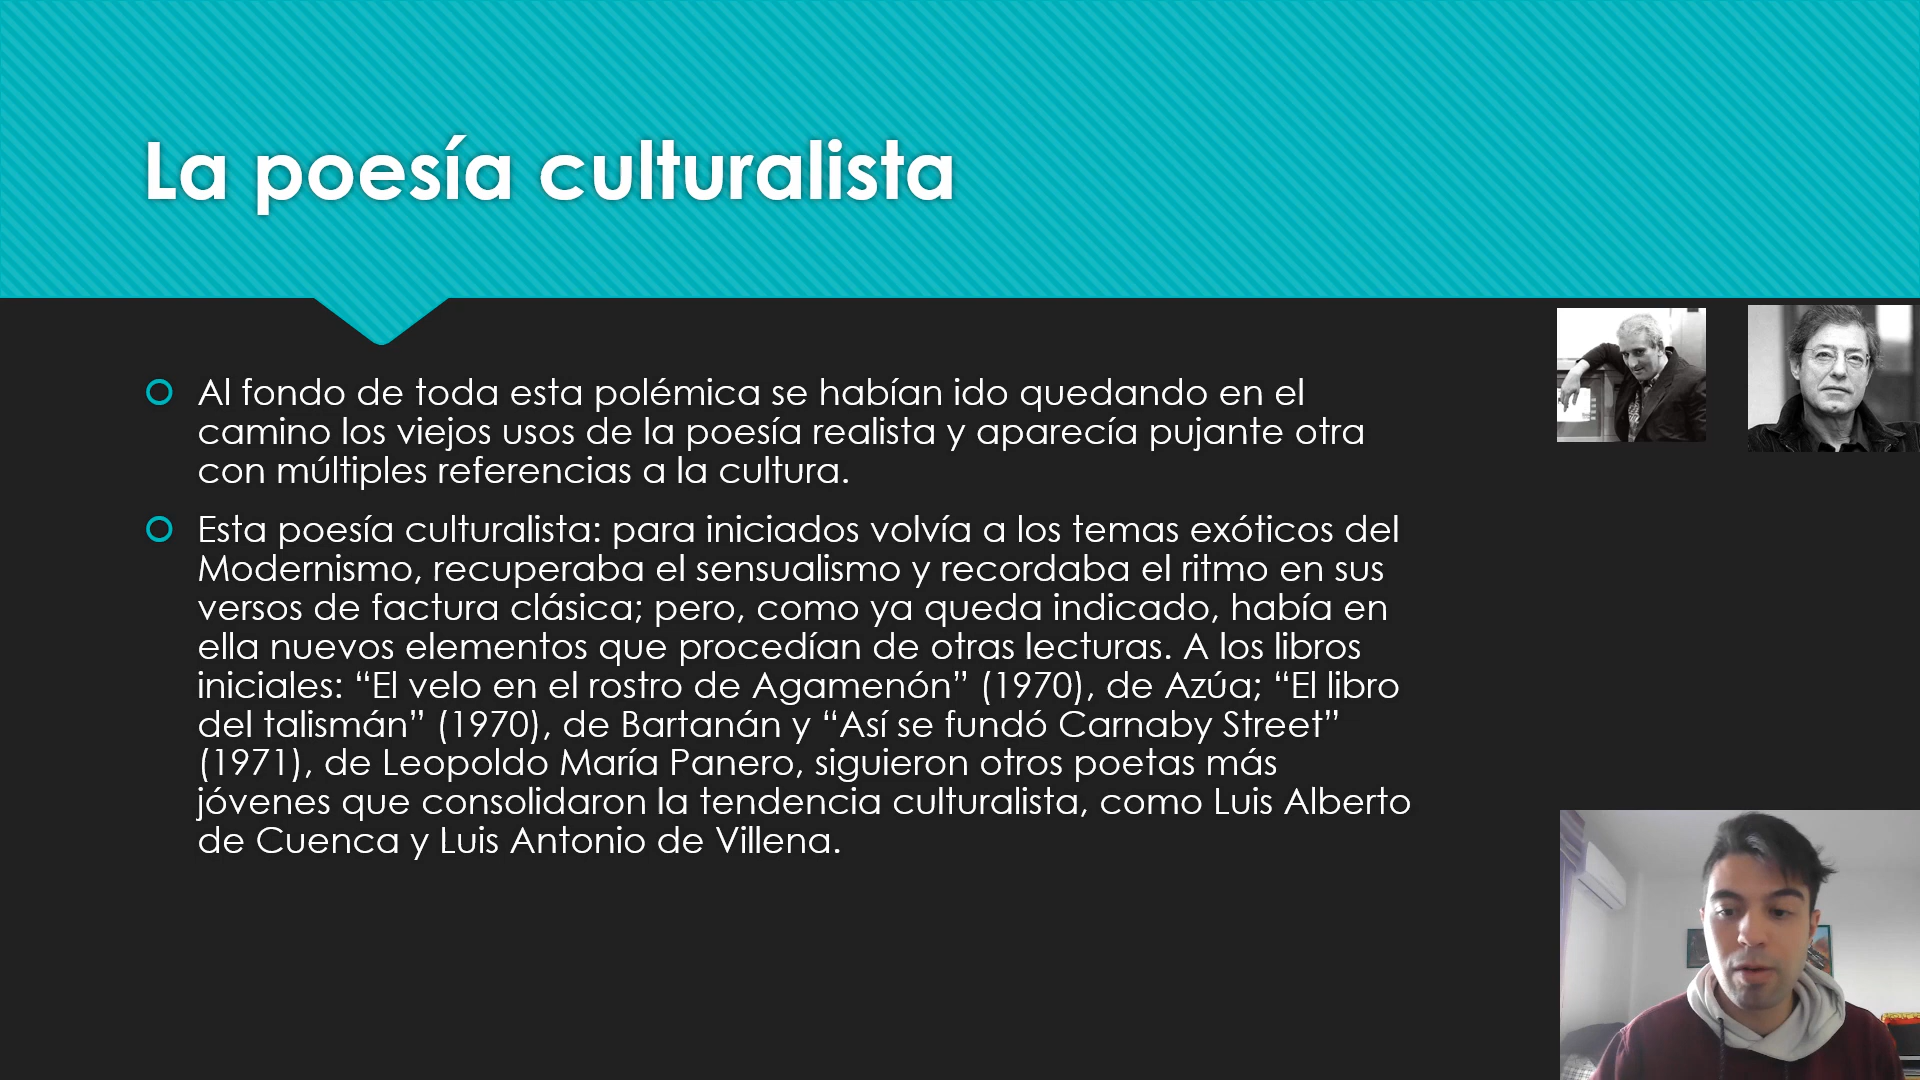 La poesía culturalista
Al fondo de toda esta polémica se habían ido quedando en el
camino los viejos usos de la poesía realista y aparecía pujante otra
con múltiples referencias a la cultura.
Esta poesía culturalista: para iniciados volvía a los temas exóticos del
Modernismo, recuperaba el sensualismo y recordaba el ritmo en sus
versos de factura clásica; pero, como ya queda indicado, había en
ella nuevos elementos que procedían de otras lecturas. A los libros
iniciales: “El velo en el rostro de Agamenón” (1970), de Azúa; “El libro
del talismán” (1970), de Bartanán y “Así se fundó Carnaby Street”
(1971), de Leopoldo María Panero, siguieron otros poetas más
jóvenes que consolidaron la tendencia culturalista, como Luis Alberto
de Cuenca y Luis Antonio de Villena.